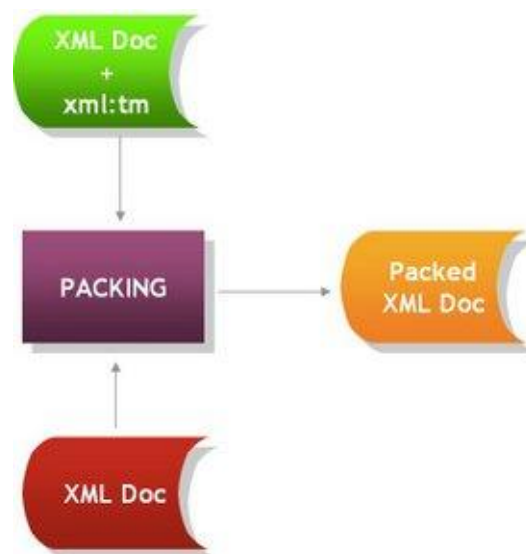 XML Doc
+
xml:tm
PACKING
Packed
XML Doc
XML Doc